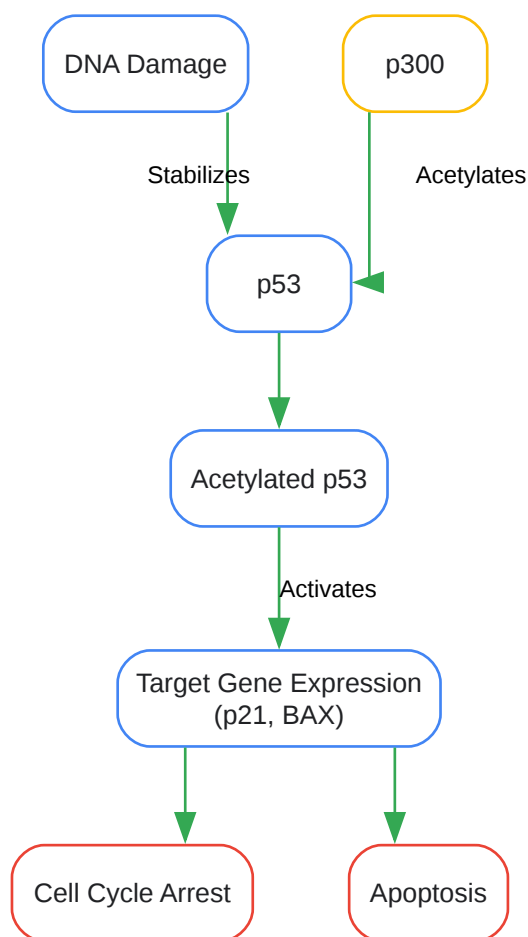 DNA Damage
p300
Stabilizes
Acetylates
p53
Acetylated p53
Activates
Target Gene Expression
(p21, BAX)
Cell Cycle Arrest
Apoptosis